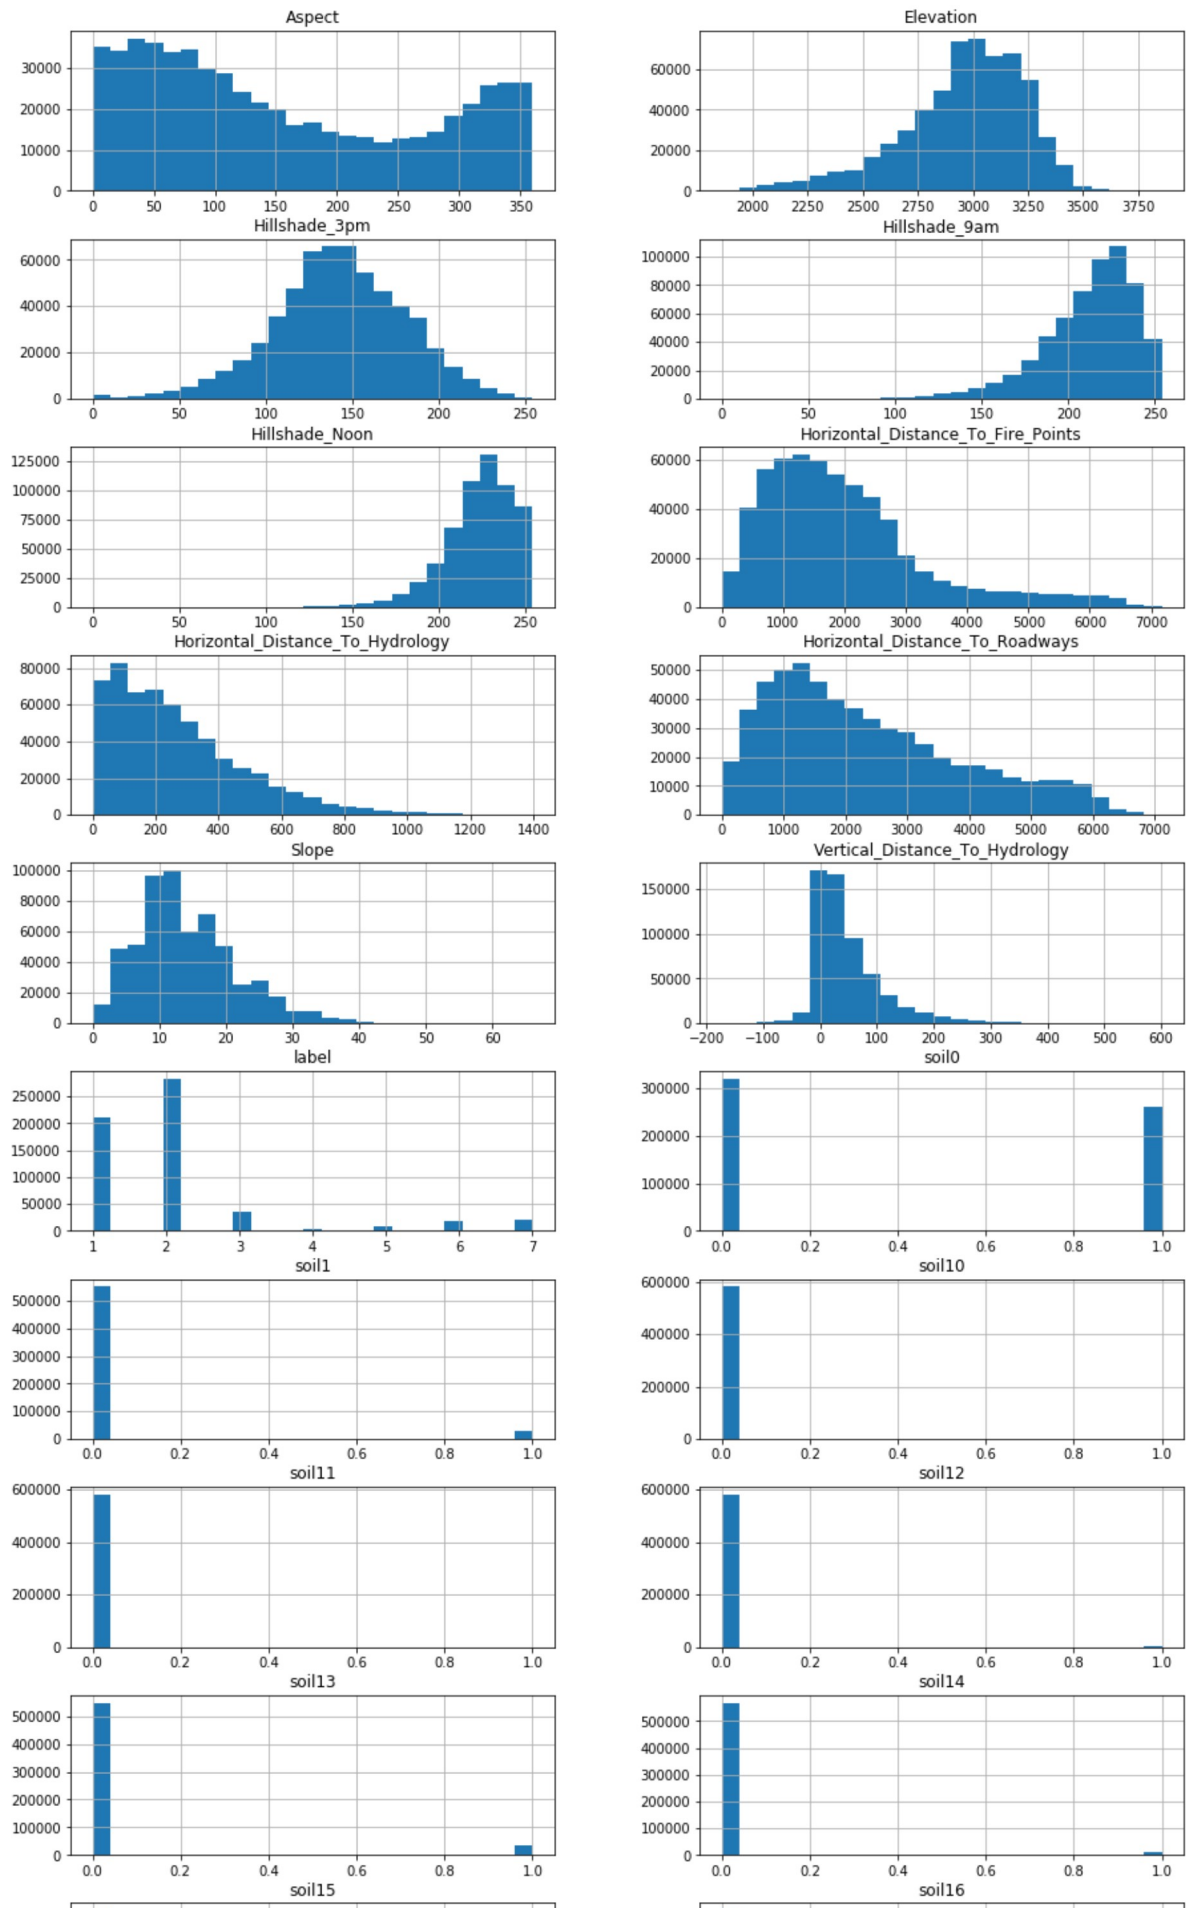 Aspect
Elevation
30000
20000
10000
0
0 50 100 150 200 250 300 350
60000
40000
20000
0
2000 2250 2500 2750 3000 3250 3500 3750
Hillshade_3pm
Hillshade_9am
60000
40000
20000
0
0 50 100 150 200 250
100000
80000
60000
40000
20000
0
0 50 100 150 200 250
Hillshade_Noon
Horizontal_Distance_To_Fire_Points
125000
100000
75000
50000
25000
0
0 50 100 150 200 250
60000
40000
20000
0
0 1000 2000 3000 4000 5000 6000 7000
Horizontal_Distance_To_Hydrology
Horizontal_Distance_To_Roadways
80000
60000
40000
20000
0
0 200 400 600 800 1000 1200 1400
50000
40000
30000
20000
10000
0
0 1000 2000 3000 4000 5000 6000 7000
Slope
Vertical_Distance_To_Hydrology
100000
80000
60000
40000
20000
0
0 10 20 30 40 50 60
150000
100000
50000
0
−200 −100 0 100 200 300 400 500 600
label
soil0
250000
200000
150000
100000
50000
0
1 2 3 4 5 6 7
300000
200000
100000
0
0.0 0.2 0.4 0.6 0.8 1.0
soil1
soil10
500000
400000
300000
200000
100000
0
0.0 0.2 0.4 0.6 0.8 1.0
600000
400000
200000
0
0.0 0.2 0.4 0.6 0.8 1.0
soil11
soil12
600000
400000
200000
0
0.0 0.2 0.4 0.6 0.8 1.0
600000
400000
200000
0
0.0 0.2 0.4 0.6 0.8 1.0
soil13
soil14
500000
400000
300000
200000
100000
0
0.0 0.2 0.4 0.6 0.8 1.0
500000
400000
300000
200000
100000
0
0.0 0.2 0.4 0.6 0.8 1.0
soil15
soil16